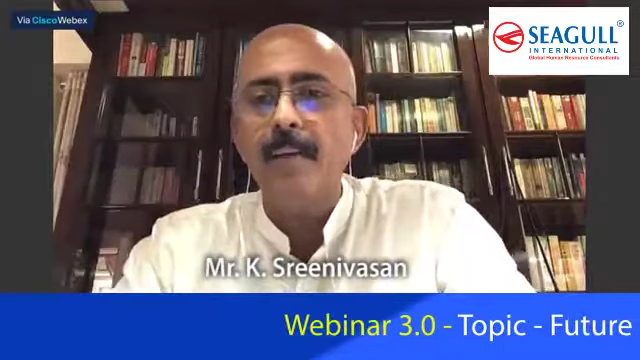 Via CiscoWebex
SEAGULL®
INTERNATIONAL
Global Human Resource Consultants
Mr. K. Sreenivasan
Webinar 3.0 - Topic - Future